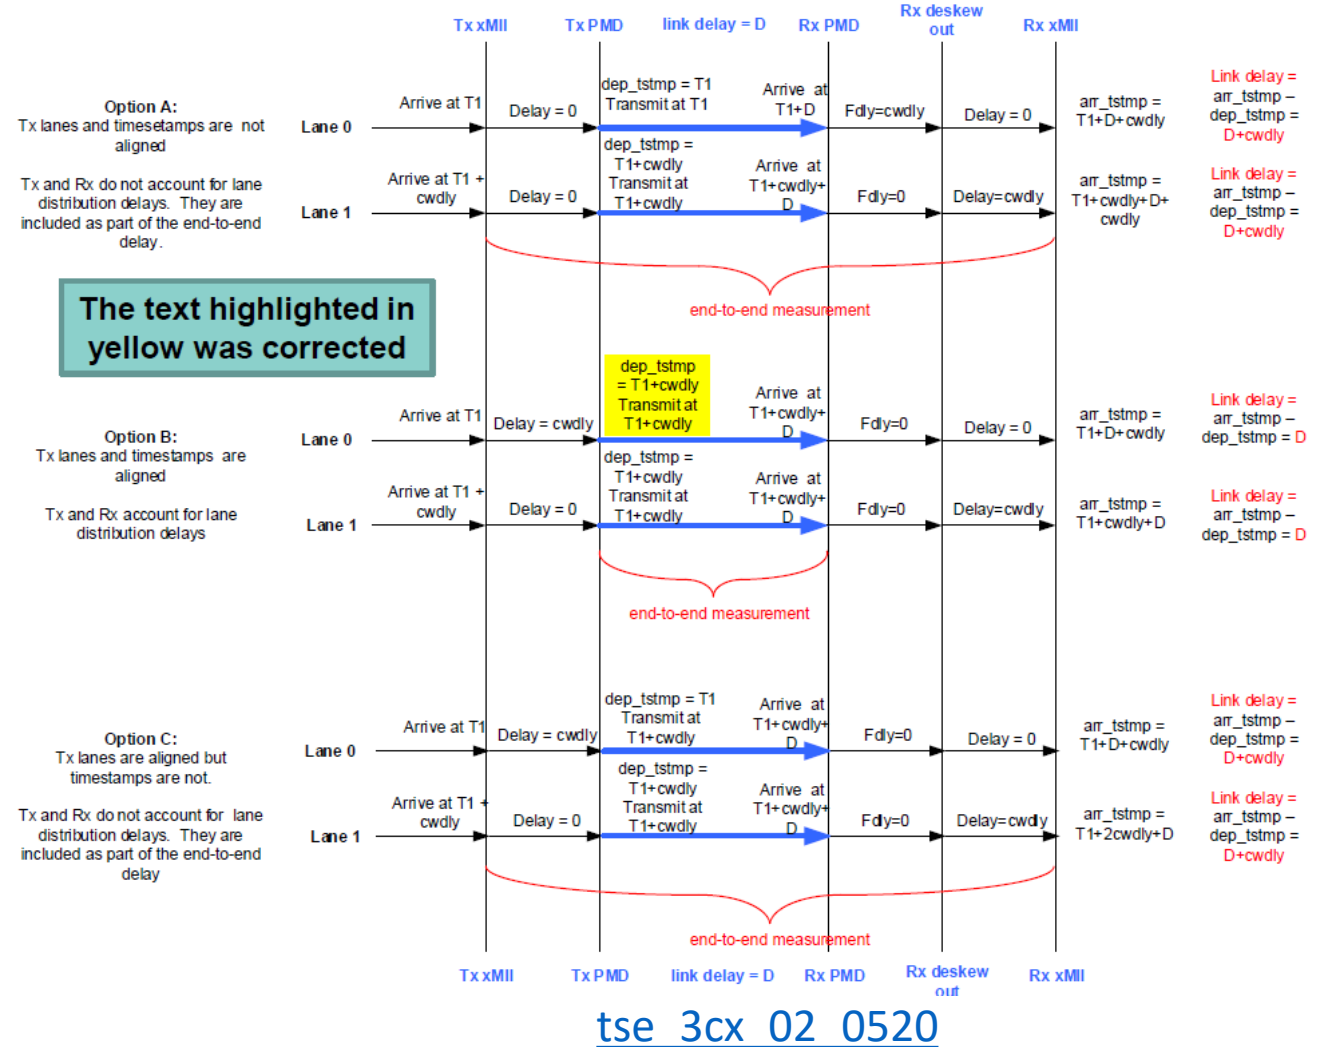 Tx xMII
Tx PMD
link delay = D
Rx PMD
Rx deskew
out
Rx xMII
Option A:
Tx lanes and timesetamps are not
aligned
Tx and Rx do not account for lane
distribution delays. They are
included as part of the end-to-end
delay.
Lane 0
Arrive at T1
Delay = 0
dep_tstmp = T1
Transmit at T1
Arrive at
T1+D
Fdly=cwdly
Delay = 0
arr_tstmp =
T1+D+cwdly
Link delay =
arr_tstmp –
dep_tstmp =
D+cwdly
Lane 1
Arrive at T1 +
cwdly
Delay = 0
dep_tstmp =
T1+cwdly
Transmit at
T1+cwdly
Arrive at
T1+cwdly+
D
Fdly=0
Delay=cwdly
arr_tstmp =
T1+cwdly+D+
cwdly
Link delay =
arr_tstmp –
dep_tstmp =
D+cwdly
end-to-end measurement
The text highlighted in
yellow was corrected
Option B:
Tx lanes and timestamps are
aligned
Tx and Rx account for lane
distribution delays
Lane 0
Arrive at T1
Delay = cwdly
dep_tstmp
= T1+cwdly
Transmit at
T1+cwdly
Arrive at
T1+cwdly+
D
Fdly=0
Delay = 0
arr_tstmp =
T1+D+cwdly
Link delay =
arr_tstmp –
dep_tstmp = D
Lane 1
Arrive at T1 +
cwdly
Delay = 0
dep_tstmp =
T1+cwdly
Transmit at
T1+cwdly
Arrive at
T1+cwdly+
D
Fdly=0
Delay=cwdly
arr_tstmp =
T1+cwdly+D
Link delay =
arr_tstmp –
dep_tstmp = D
end-to-end measurement
Option C:
Tx lanes are aligned but
timestamps are not.
Tx and Rx do not account for lane
distribution delays. They are
included as part of the end-to-end
delay
Lane 0
Arrive at T1
Delay = cwdly
dep_tstmp = T1
Transmit at
T1+cwdly
Arrive at
T1+cwdly+
D
Fdly=0
Delay = 0
arr_tstmp =
T1+D+cwdly
Link delay =
arr_tstmp –
dep_tstmp =
D+cwdly
Lane 1
Arrive at T1 +
cwdly
Delay = 0
dep_tstmp =
T1+cwdly
Transmit at
T1+cwdly
Arrive at
T1+cwdly+
D
Fdly=0
Delay=cwdly
arr_tstmp =
T1+2cwdly+D
Link delay =
arr_tstmp –
dep_tstmp =
D+cwdly
end-to-end measurement
Tx xMII
Tx PMD
link delay = D
Rx PMD
Rx deskew
out
Rx xMII
tse_3cx_02_0520